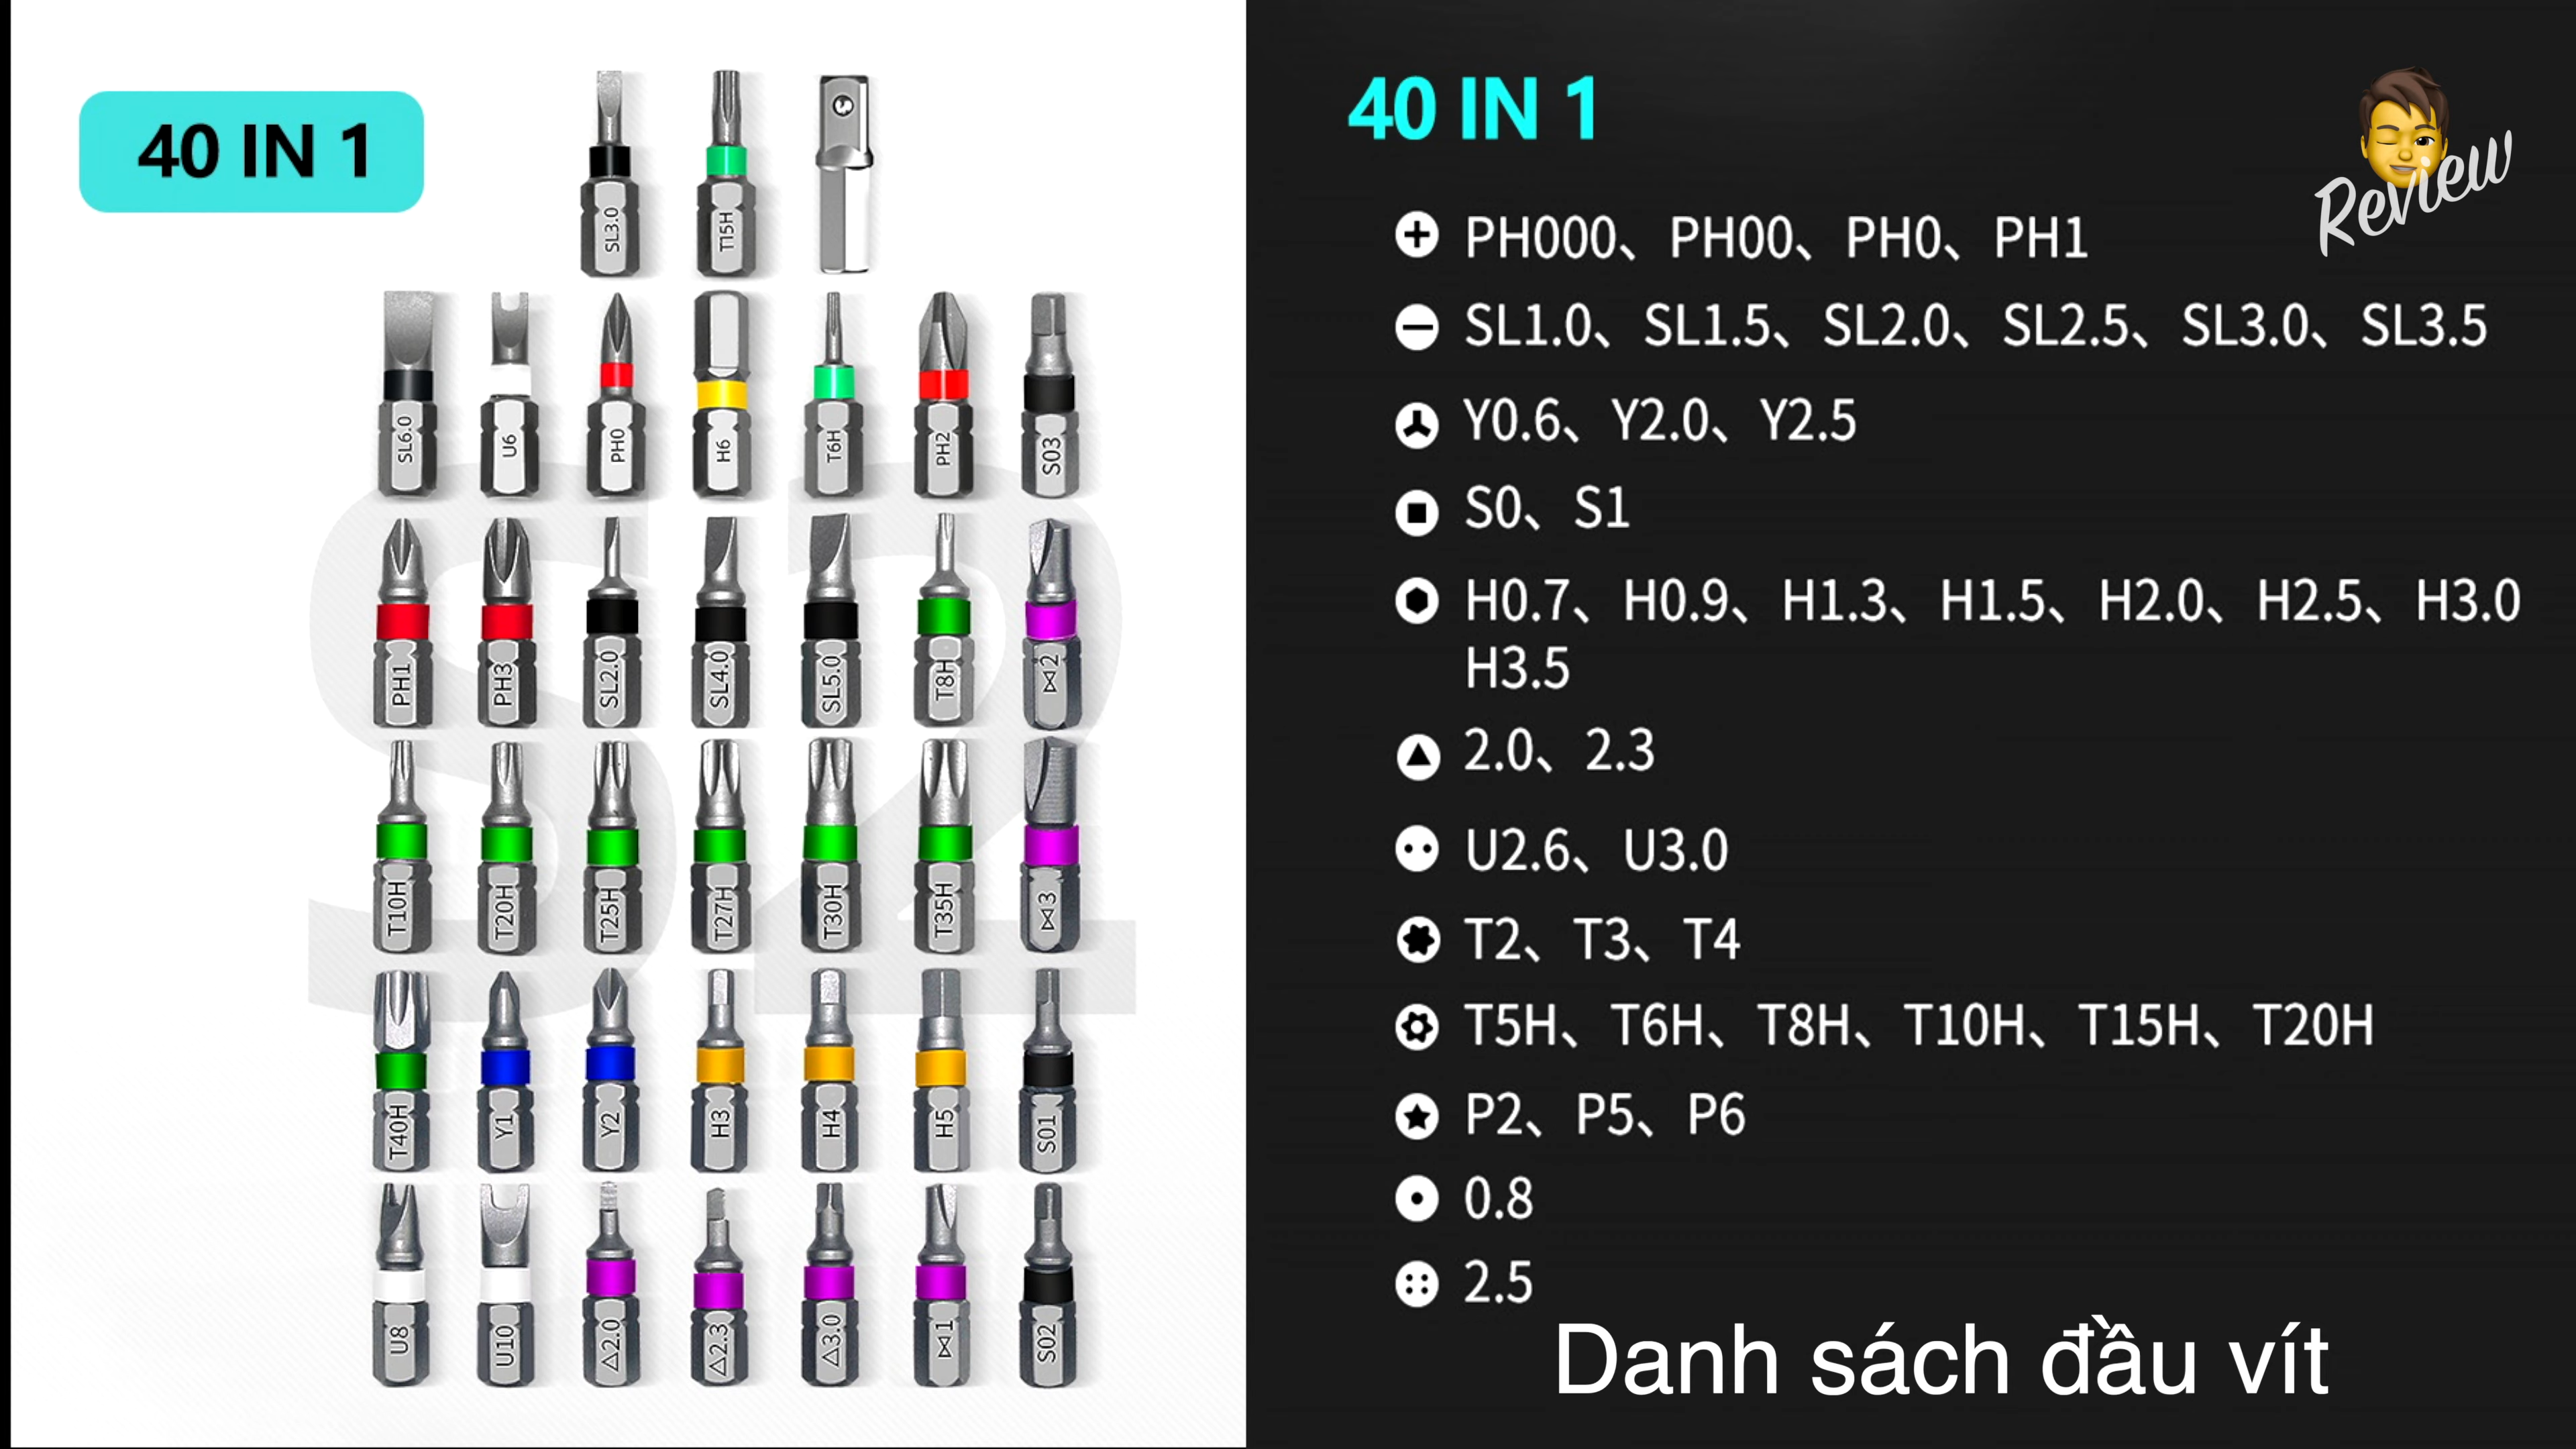 40 IN 1
SL3.0 T15H
SL6.0 U6 PH0 H6 T6H PH2 S03
PH1 PH3 SL2.0 SL4.0 SL5.0 T8H ⋈2
T10H T20H T25H T27H T30H T35H ⋈3
T40H Y1 Y2 H3 H4 H5 S01
U8 U10 △2.0 △2.3 △3.0 ⋈1 S02
S2
40 IN 1
Review
PH000、PH00、PH0、PH1
SL1.0、SL1.5、SL2.0、SL2.5、SL3.0、SL3.5
Y0.6、Y2.0、Y2.5
S0、S1
H0.7、H0.9、H1.3、H1.5、H2.0、H2.5、H3.0
H3.5
2.0、2.3
U2.6、U3.0
T2、T3、T4
T5H、T6H、T8H、T10H、T15H、T20H
P2、P5、P6
0.8
2.5
Danh sách đầu vít